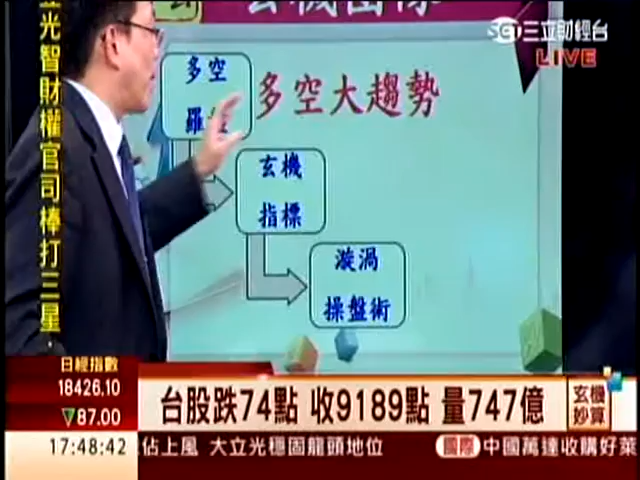 SET 三立財經台
LIVE
光智財權官司棒打三星
多空大趨勢
多空
玄機
指標
漩渦
操盤術
日經指數
18426.10
▽87.00
17:48:42
台股跌74點 收9189點 量747億
玄機
妙算
佔上風 大立光穩固龍頭地位 國際 中國萬達收購好萊